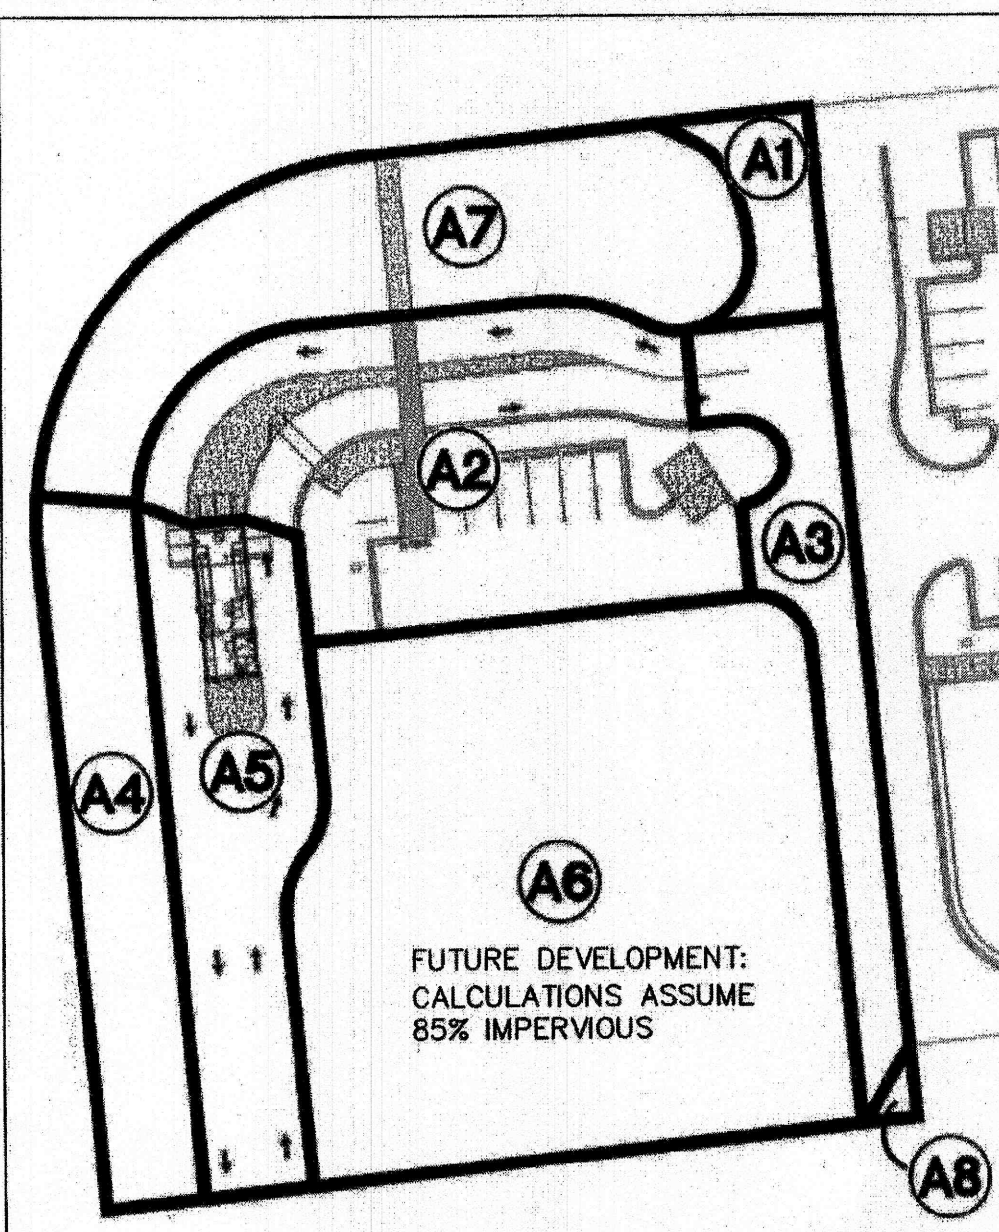 A1
A7
A2
A3
A4
A5
A6
FUTURE DEVELOPMENT:
CALCULATIONS ASSUME
85% IMPERVIOUS
A8